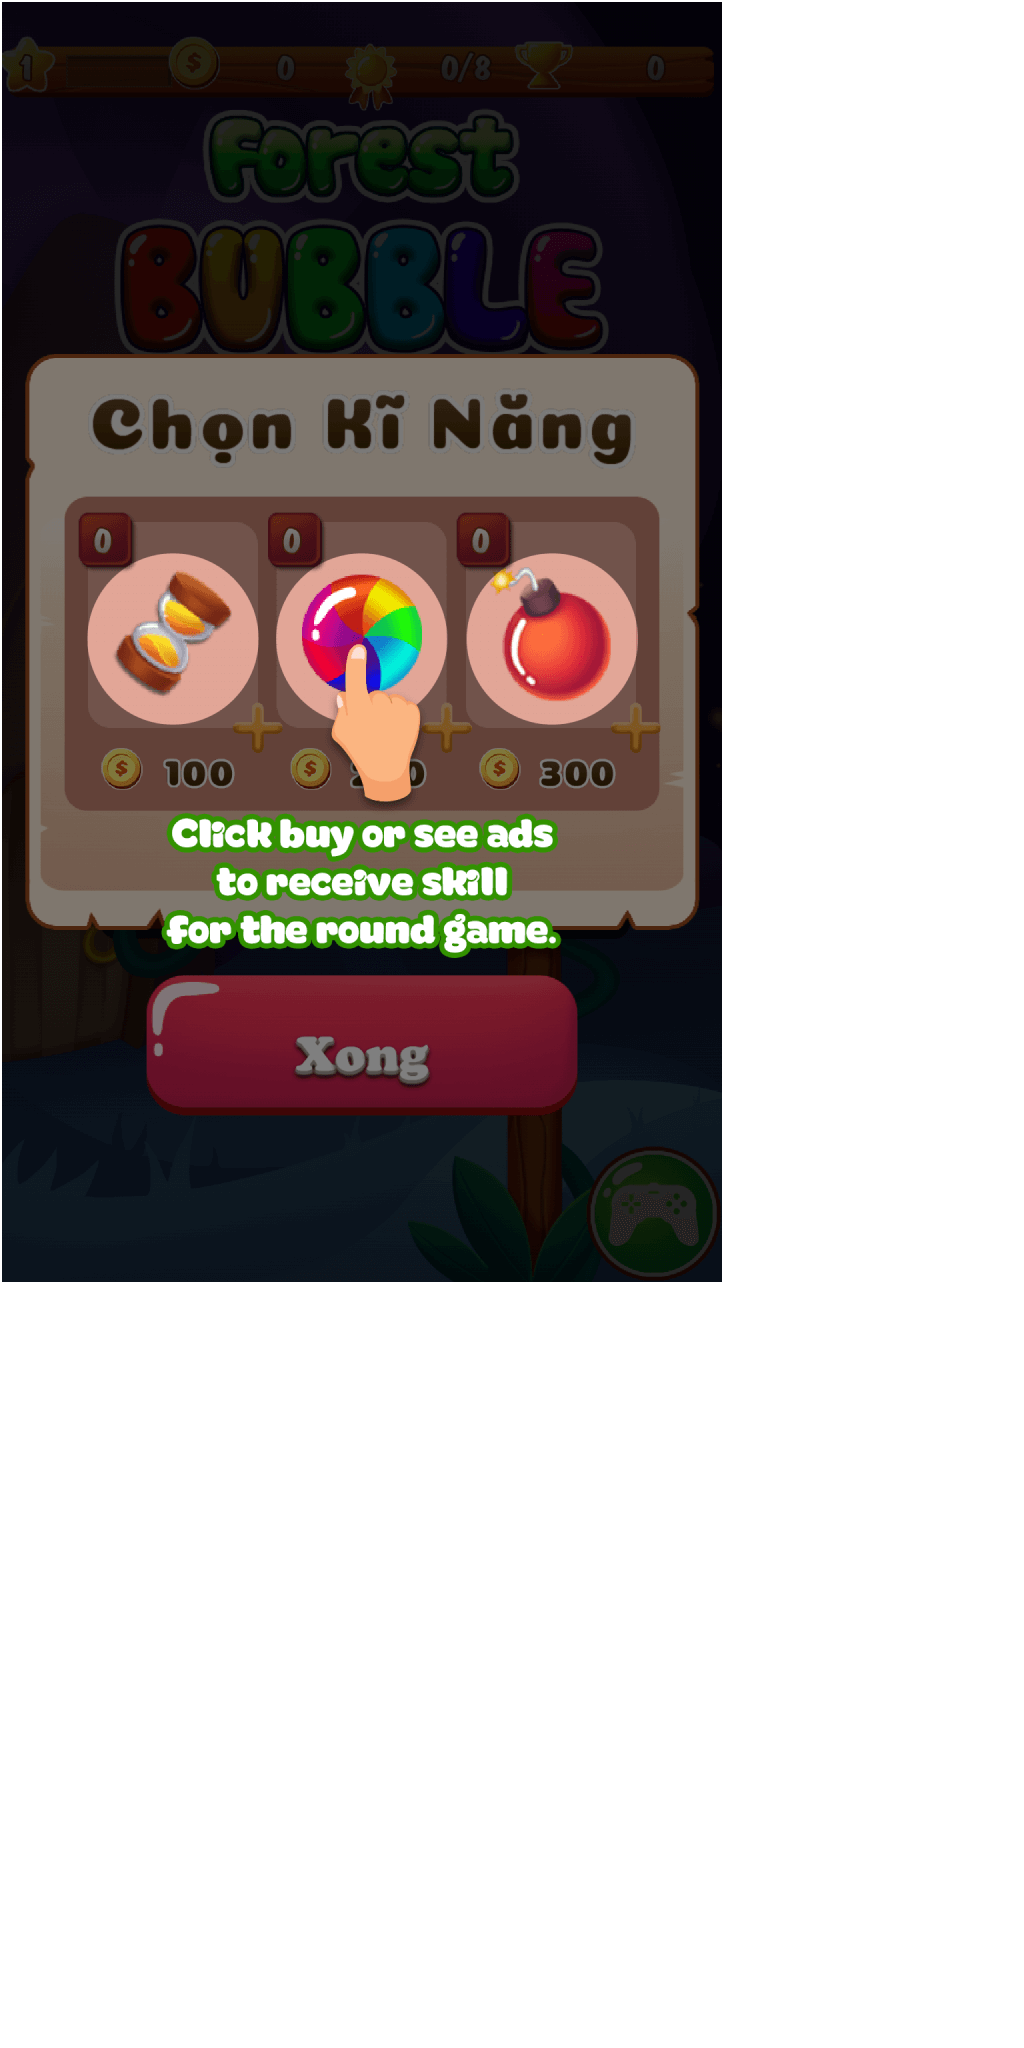 1 0 0/8 0
forest
BUBBLE
Chọn Kĩ Năng
0 0 0
100 300
Click buy or see ads
to receive skill
for the round game.
Xong